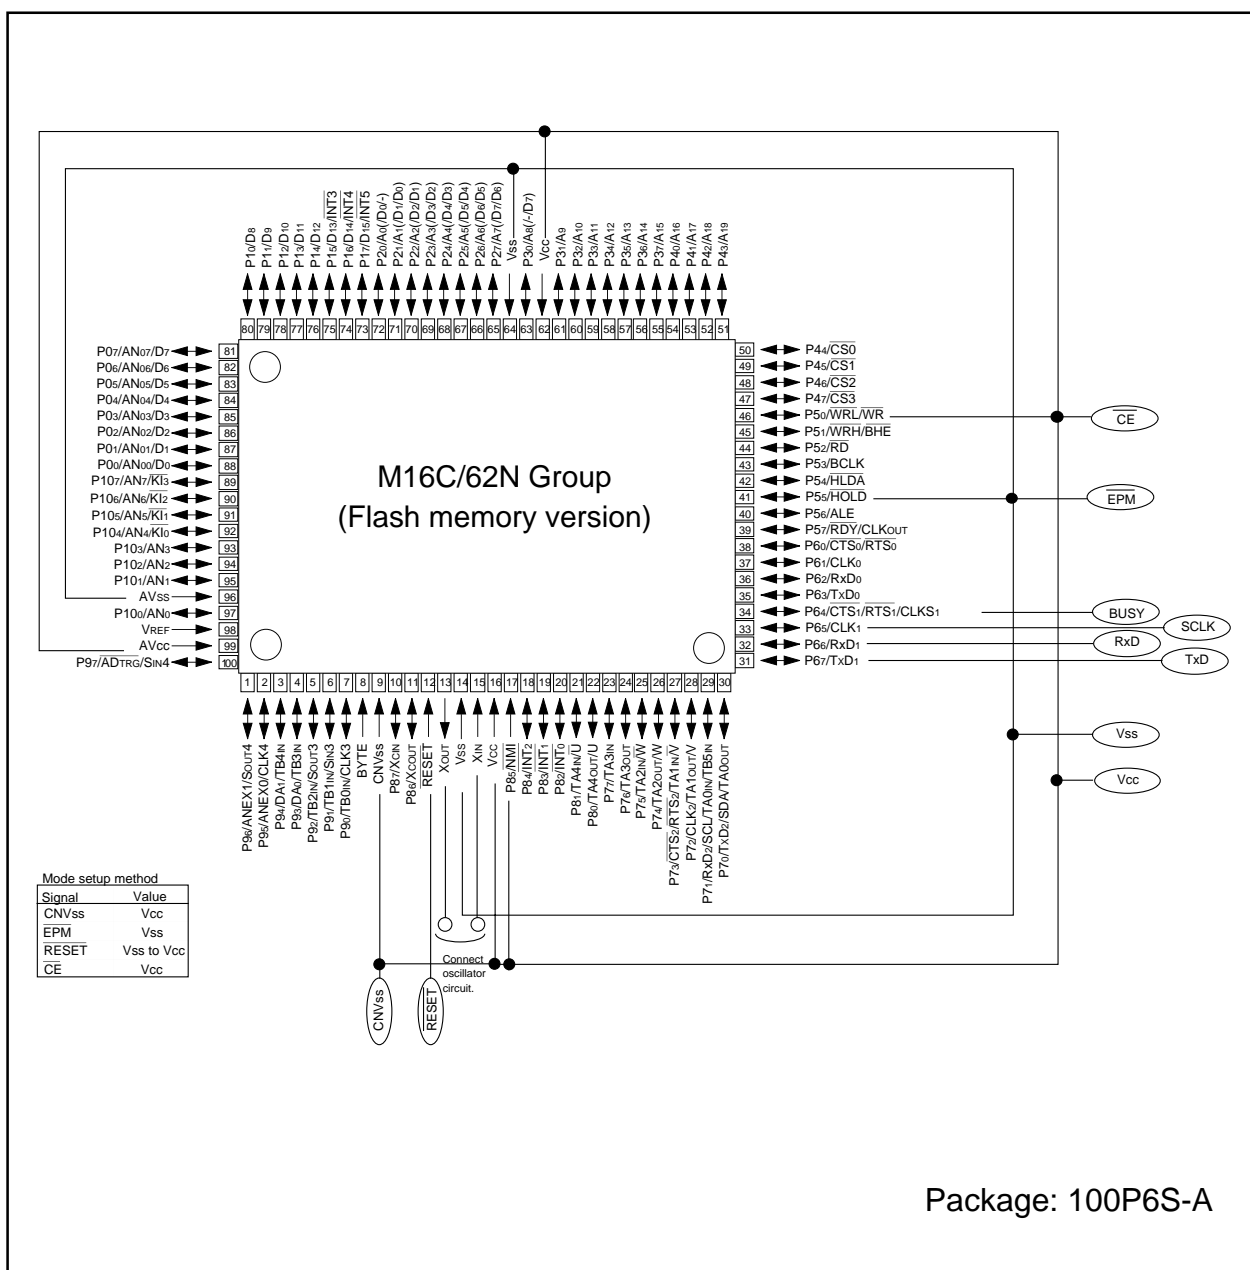 P10/D8
P11/D9
P12/D10
P13/D11
P14/D12
P15/D13/INT3
P16/D14/INT4
P17/D15/INT5
P20/A0(/D0/-)
P21/A1(/D1/D0)
P22/A2(/D2/D1)
P23/A3(/D3/D2)
P24/A4(/D4/D3)
P25/A5(/D5/D4)
P26/A6(/D6/D5)
P27/A7(/D7/D6)
Vss
P30/A8(/-/D7)
Vcc
P31/A9
P32/A10
P33/A11
P34/A12
P35/A13
P36/A14
P37/A15
P40/A16
P41/A17
P42/A18
P43/A19
80 79 78 77 76 75 74 73 72 71 70 69 68 67 66 65 64 63 62 61 60 59 58 57 56 55 54 53 52 51
P07/AN07/D7 81
P06/AN06/D6 82
P05/AN05/D5 83
P04/AN04/D4 84
P03/AN03/D3 85
P02/AN02/D2 86
P01/AN01/D1 87
P00/AN00/D0 88
P107/AN7/KI3 89
P106/AN6/KI2 90
P105/AN5/KI1 91
P104/AN4/KI0 92
P103/AN3 93
P102/AN2 94
P101/AN1 95
AVSS 96
P100/AN0 97
VREF 98
AVcc 99
P97/ADTRG/SIN4 100
M16C/62N Group
(Flash memory version)
50 P44/CS0
49 P45/CS1
48 P46/CS2
47 P47/CS3
46 P50/WRL/WR
45 P51/WRH/BHE
44 P52/RD
43 P53/BCLK
42 P54/HLDA
41 P55/HOLD
40 P56/ALE
39 P57/RDY/CLKOUT
38 P60/CTS0/RTS0
37 P61/CLK0
36 P62/RxD0
35 P63/TXD0
34 P64/CTS1/RTS1/CLKS1
33 P65/CLK1
32 P66/RxD1
31 P67/TXD1
CE
EPM
BUSY
SCLK
RxD
TxD
Vss
Vcc
1 2 3 4 5 6 7 8 9 10 11 12 13 14 15 16 17 18 19 20 21 22 23 24 25 26 27 28 29 30
P96/ANEX1/SOUT4
P95/ANEX0/CLK4
P94/DA1/TB4IN
P93/DA0/TB3IN
P92/TB2IN/SOUT3
P91/TB1IN/SIN3
P90/TB0IN/CLK3
BYTE
CNVss
P87/XCIN
P86/XCOUT
RESET
XOUT
VSS
XIN
VCC
P85/NMI
P84/INT2
P83/INT1
P82/INT0
P81/TA4IN/U
P80/TA4OUT/U
P77/TA3IN
P76/TA3OUT
P75/TA2IN/W
P74/TA2OUT/W
P73/CTS2/RTS2/TA1IN/V
P72/CLK2/TA1OUT/V
P71/RxD2/SCL/TA0IN/TB5IN
P70/TXD2/SDA/TA0OUT
Mode setup method
Signal Value
CNVss Vcc
EPM Vss
RESET Vss to Vcc
CE Vcc
Connect
oscillator
circuit.
CNVss
RESET
Package: 100P6S-A